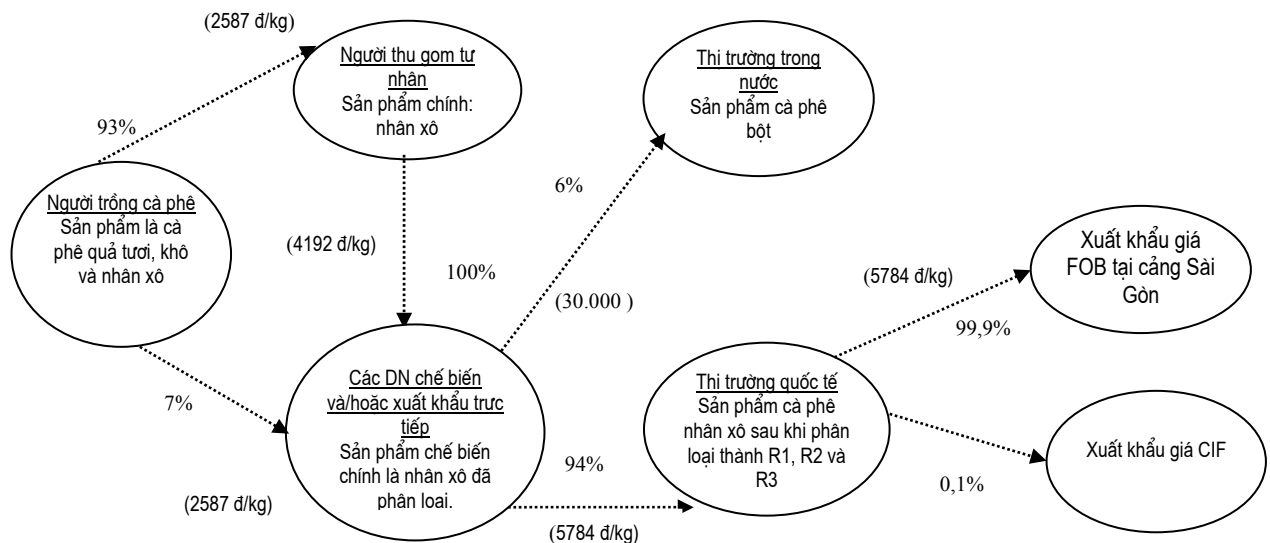 (2587 đ/kg)
Người thu gom tư
nhân
Sản phẩm chính:
nhân xô
93%
Thị trường trong
nước
Sản phẩm cà phê
bột
Người trồng cà phê
Sản phẩm là cà
phê quả tươi, khô
và nhân xô
6%
(4192 đ/kg)
100%
(30.000 )
Xuất khẩu giá
FOB tại cảng Sài
Gòn
(5784 đ/kg)
99,9%
7%
Các DN chế biến
và/hoặc xuất khẩu trưc
tiếp
Sản phẩm chế biến
chính là nhân xô đã
phân loai.
(2587 đ/kg)
94%
(5784 đ/kg)
Thị trường quốc tế
Sản phẩm cà phê
nhân xô sau khi phân
loại thành R1, R2 và
R3
Xuất khẩu giá CIF
0,1%